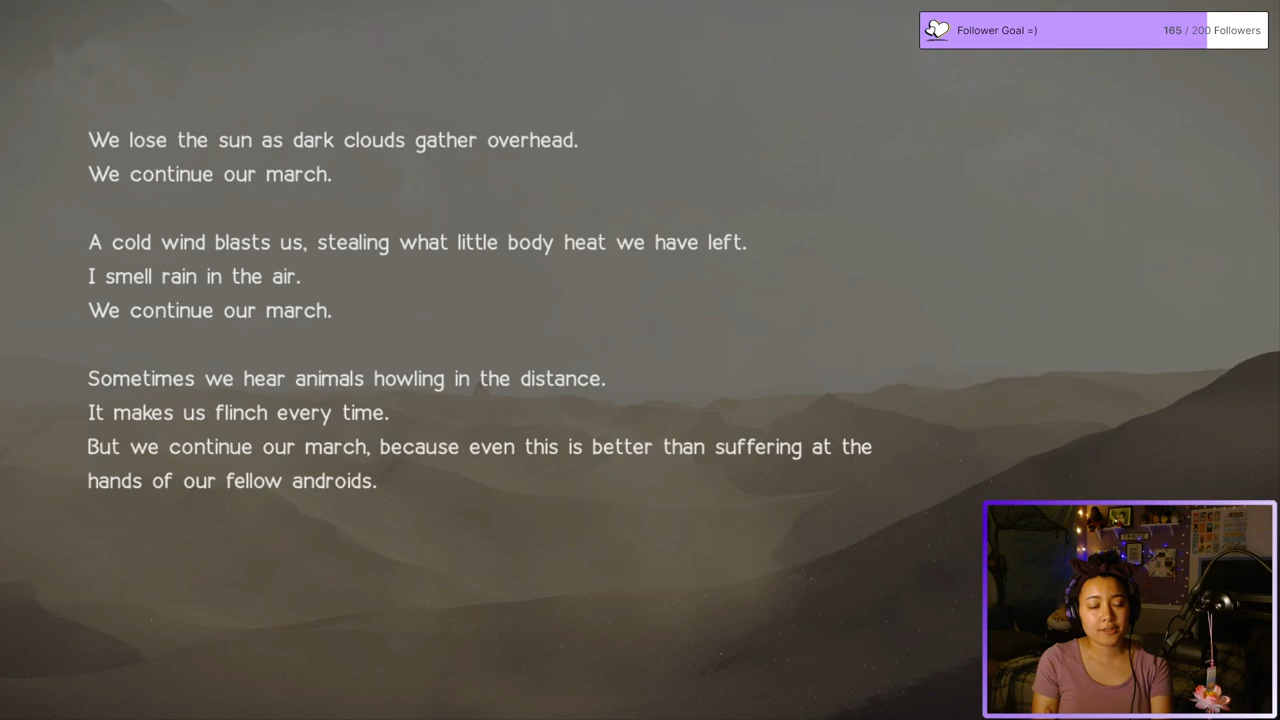 Follower Goal =)
165 / 200 Followers
We lose the sun as dark clouds gather overhead.
We continue our march.
A cold wind blasts us, stealing what little body heat we have left.
I smell rain in the air.
We continue our march.
Sometimes we hear animals howling in the distance.
It makes us flinch every time.
But we continue our march, because even this is better than suffering at the
hands of our fellow androids.